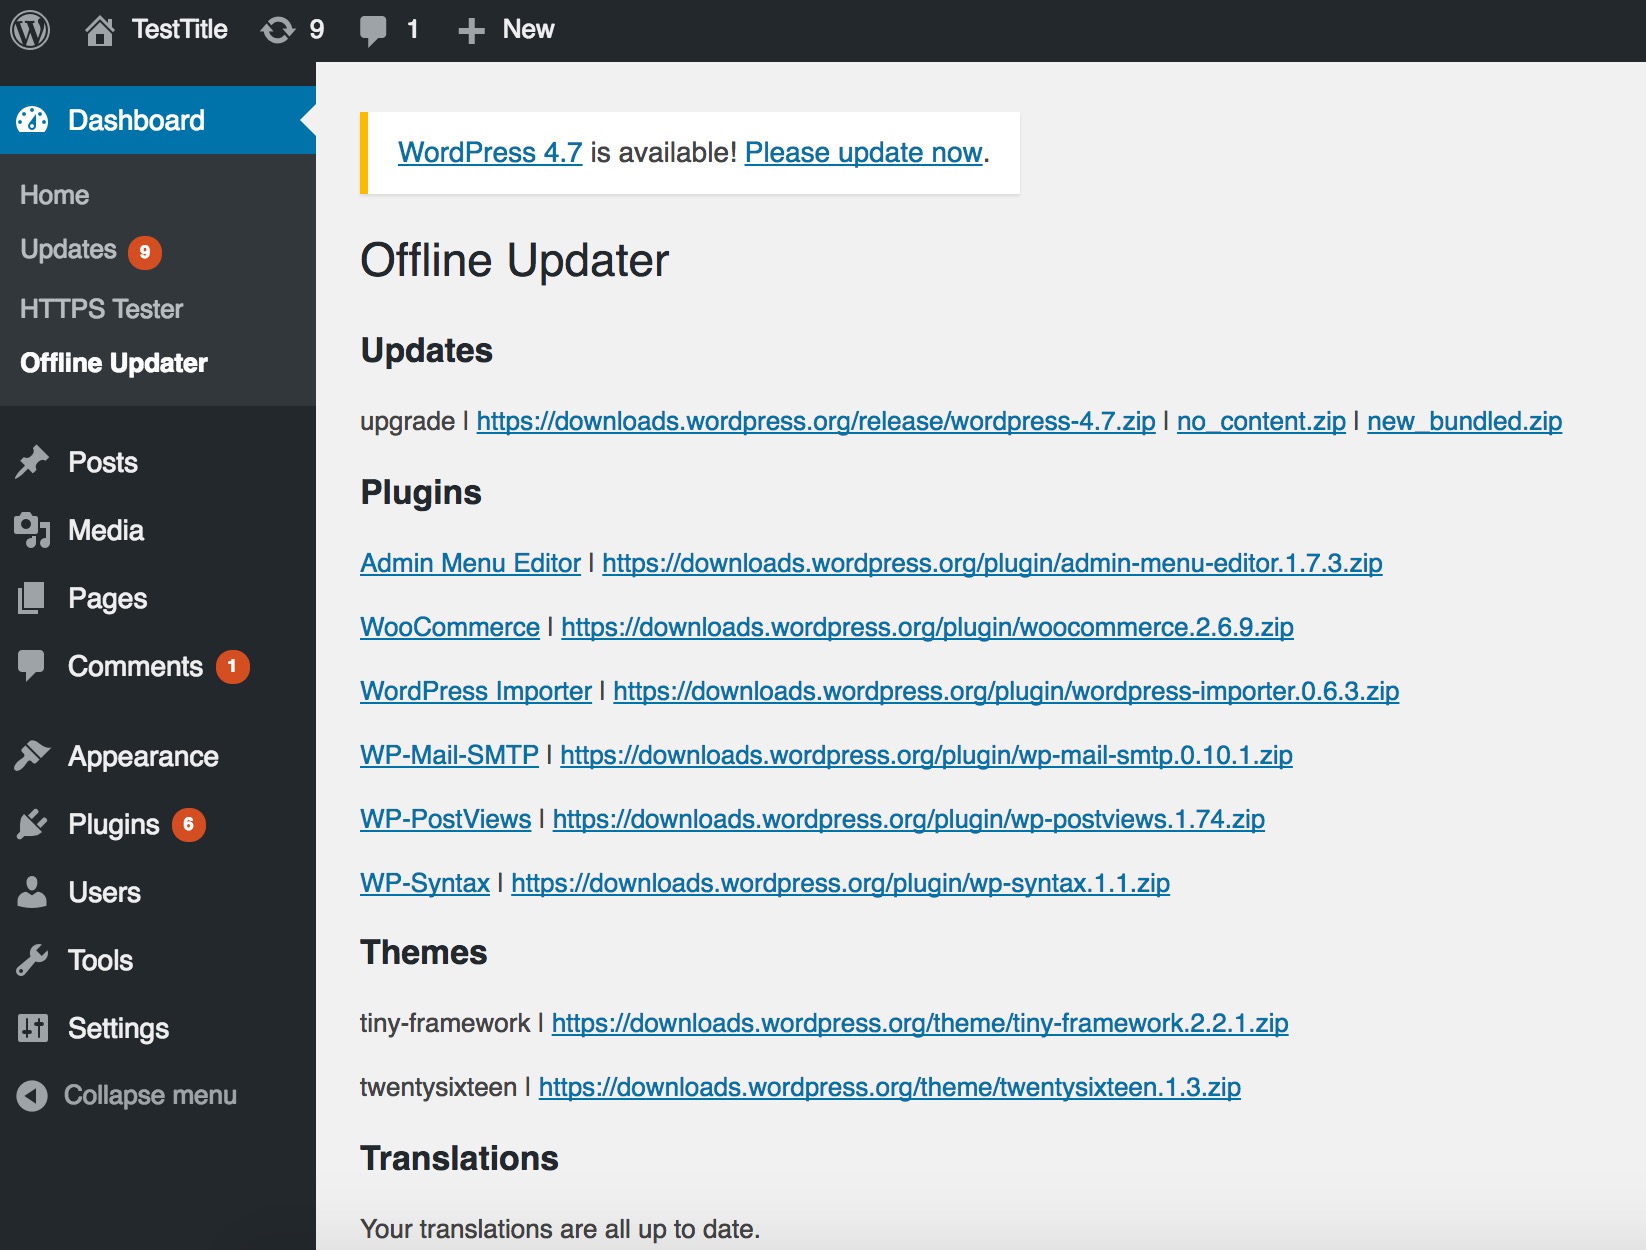 TestTitle 9 1 New
Dashboard
Home
Updates 9
HTTPS Tester
Offline Updater
Posts
Media
Pages
Comments 1
Appearance
Plugins 6
Users
Tools
Settings
Collapse menu
WordPress 4.7 is available! Please update now.
Offline Updater
Updates
upgrade | https://downloads.wordpress.org/release/wordpress-4.7.zip | no_content.zip | new_bundled.zip
Plugins
Admin Menu Editor | https://downloads.wordpress.org/plugin/admin-menu-editor.1.7.3.zip
WooCommerce | https://downloads.wordpress.org/plugin/woocommerce.2.6.9.zip
WordPress Importer | https://downloads.wordpress.org/plugin/wordpress-importer.0.6.3.zip
WP-Mail-SMTP | https://downloads.wordpress.org/plugin/wp-mail-smtp.0.10.1.zip
WP-PostViews | https://downloads.wordpress.org/plugin/wp-postviews.1.74.zip
WP-Syntax | https://downloads.wordpress.org/plugin/wp-syntax.1.1.zip
Themes
tiny-framework | https://downloads.wordpress.org/theme/tiny-framework.2.2.1.zip
twentysixteen | https://downloads.wordpress.org/theme/twentysixteen.1.3.zip
Translations
Your translations are all up to date.